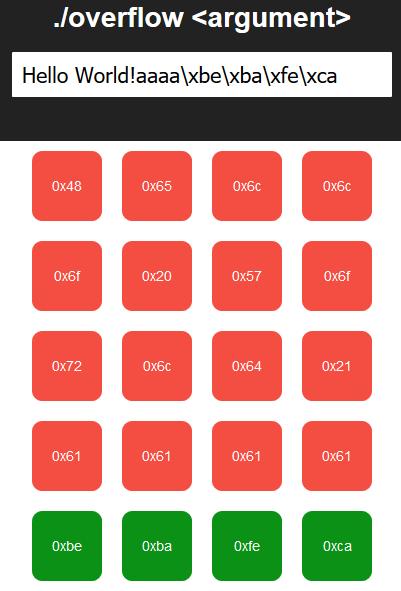 ./overflow <argument>
Hello World!aaaa\xbe\xba\xfe\xca
0x48 0x65 0x6c 0x6c
0x6f 0x20 0x57 0x6f
0x72 0x6c 0x64 0x21
0x61 0x61 0x61 0x61
0xbe 0xba 0xfe 0xca